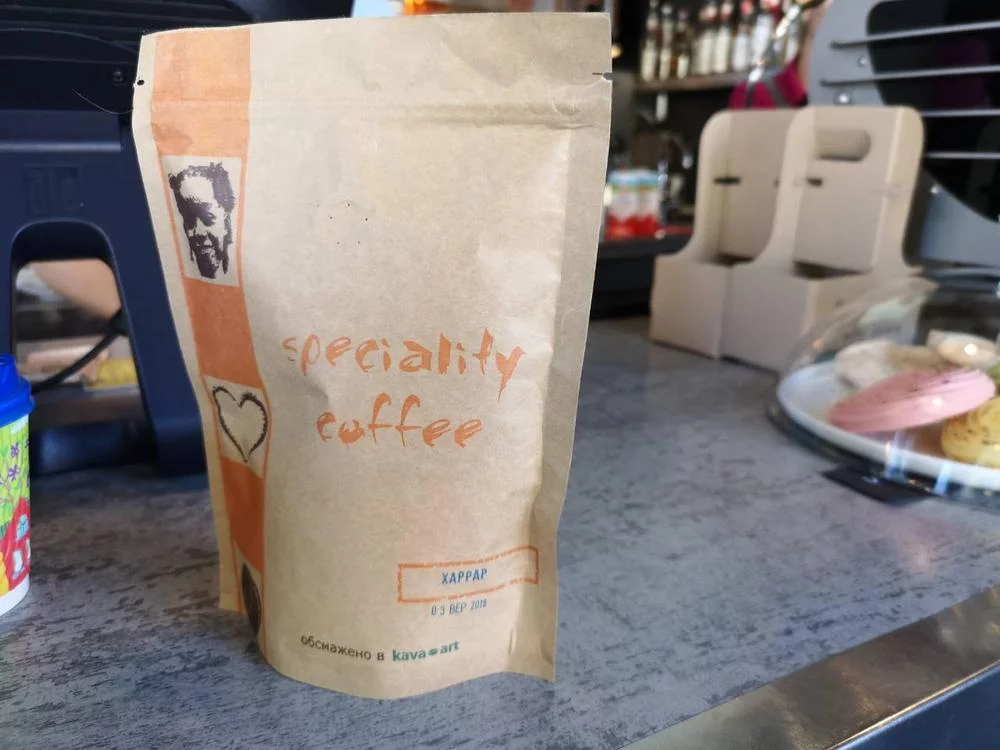 speciality
coffee
ХАРРАР
03 ВЕР 2018
обсмажено в kava art